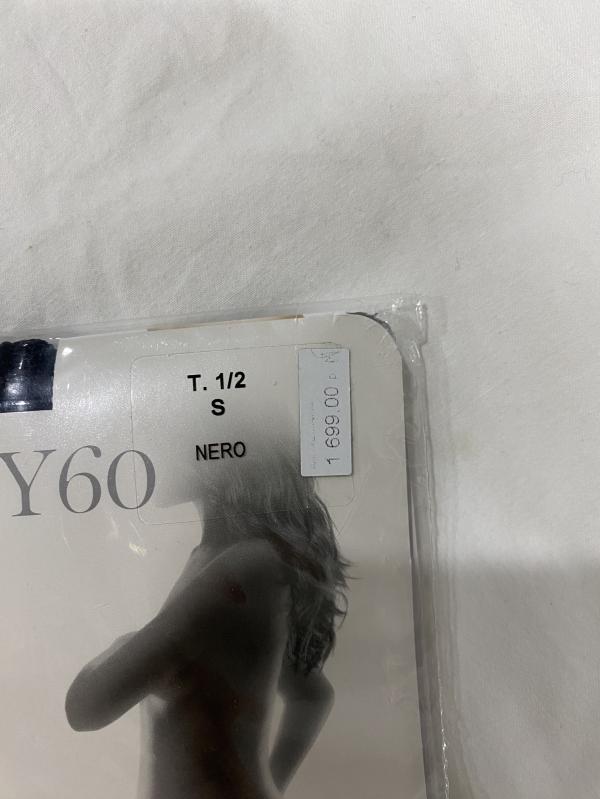 T. 1/2
S
NERO
1 699.00 р
Y60